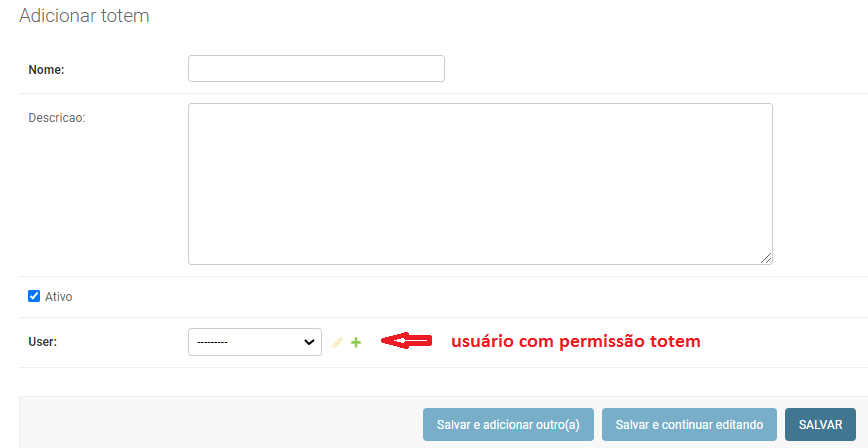 Adicionar totem
Nome:
Descricao:
Ativo
User:
---------
usuário com permissão totem
Salvar e adicionar outro(a)
Salvar e continuar editando
SALVAR